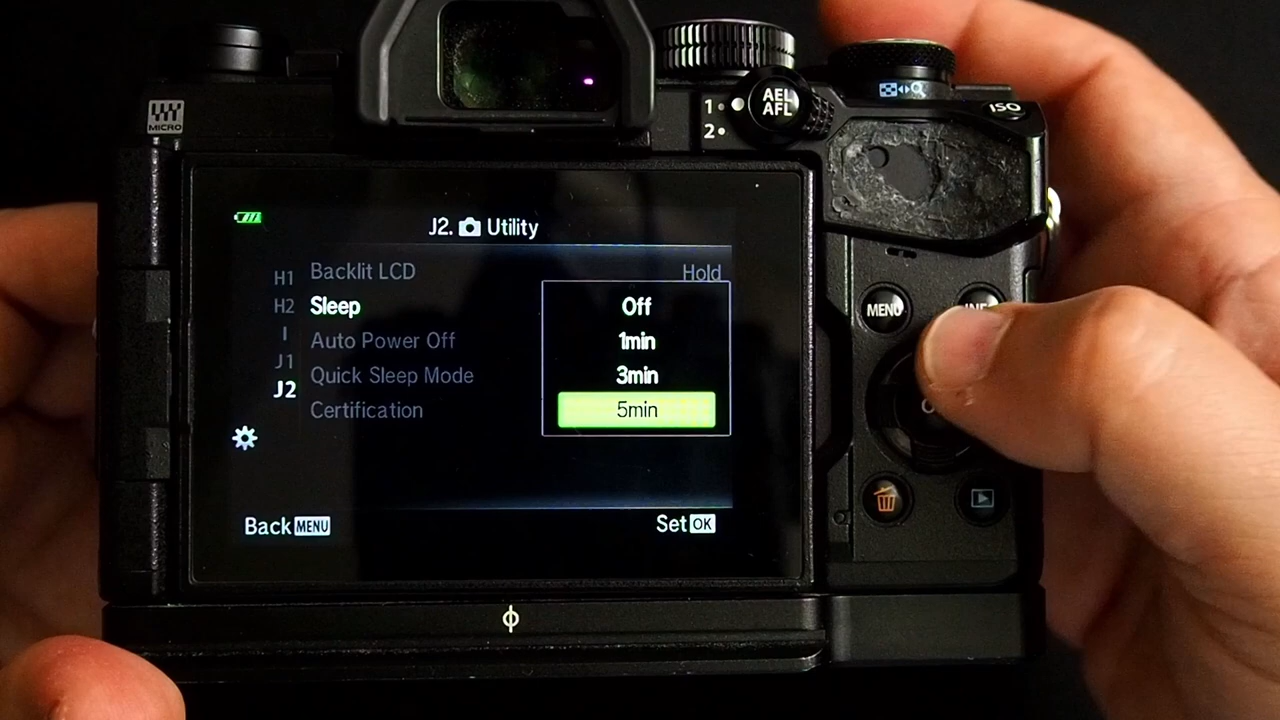 MICRO
AEL
AFL
1
2
ISO
J2. Utility
H1
H2
I
J1
J2
Backlit LCD Hold
Sleep
Auto Power Off
Quick Sleep Mode
Certification
Off
1min
3min
5min
MENU
Back MENU
Set OK